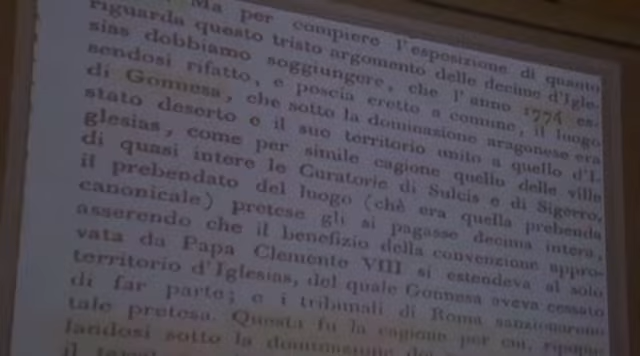 Ma per compiere l'esposizione di quanto
riguarda questo tristo argomento delle decime d'Igle-
sias dobbiamo soggiungere, che l'anno 1774 es-
sendosi rifatto, e poscia eretto a comune, il luogo
di Gonnesa, che sotto la dominazione aragonese era
stato deserto e il suo territorio unito a quello d'I-
glesias, come per simile cagione quello delle ville
di quasi intere le Curatorie di Sulcis e di Sigerro,
il prebendato del luogo (chè era quella prebenda
canonicale) pretese gli si pagasse decima intera,
asserendo che il benefizio della convenzione appro-
vata da Papa Clemente VIII si estendeva al solo
territorio d'Iglesias, del quale Gonnesa aveva cessato
di far parte; e i tribunali di Roma sanzionarono
tale pretesa. Questa fu la cagione per cui,
sotto la dominazione
il